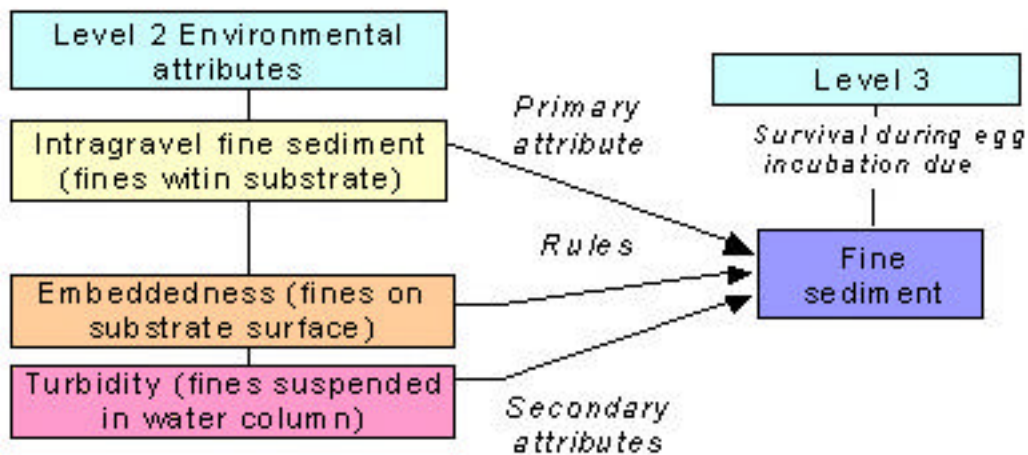 Level 2 Environmental
attributes
Intragravel fine sediment
(fines witin substrate)
Embeddedness (fines on
substrate surface)
Turbidity (fines suspended
in water column)
Primary
attribute
Rules
Secondary
attributes
Level 3
Survival during egg
incubation due
Fine
sediment